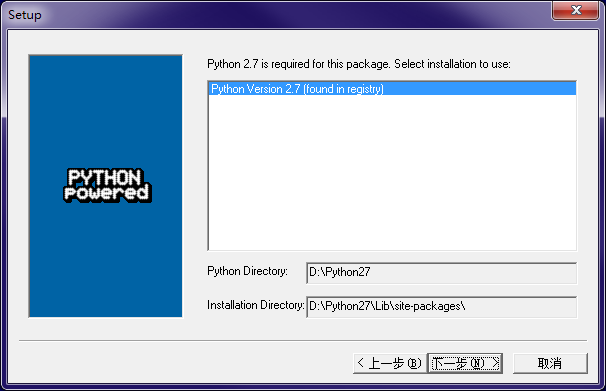 Setup
Python 2.7 is required for this package. Select installation to use:
Python Version 2.7 (found in registry)
PYTHON
powered
Python Directory: D:\Python27
Installation Directory: D:\Python27\Lib\site-packages\
< 上一步(B) 下一步(N) > 取消